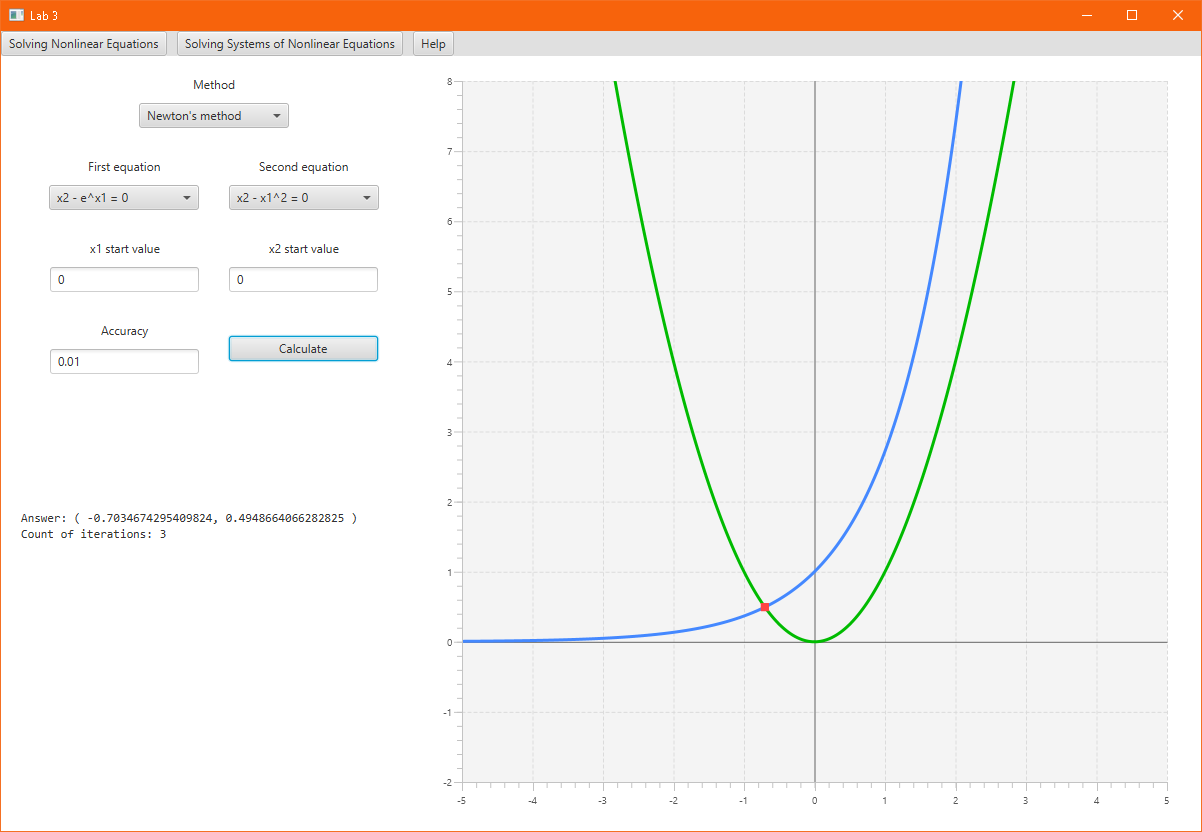 Lab 3
Solving Nonlinear Equations Solving Systems of Nonlinear Equations Help
Method
Newton's method
First equation Second equation
x2 - e^x1 = 0 x2 - x1^2 = 0
x1 start value x2 start value
0 0
Accuracy
0.01
Calculate
Answer: ( -0.7034674295409824, 0.4948664066282825 )
Count of iterations: 3
8
7
6
5
4
3
2
1
0
-1
-2
-5 -4 -3 -2 -1 0 1 2 3 4 5